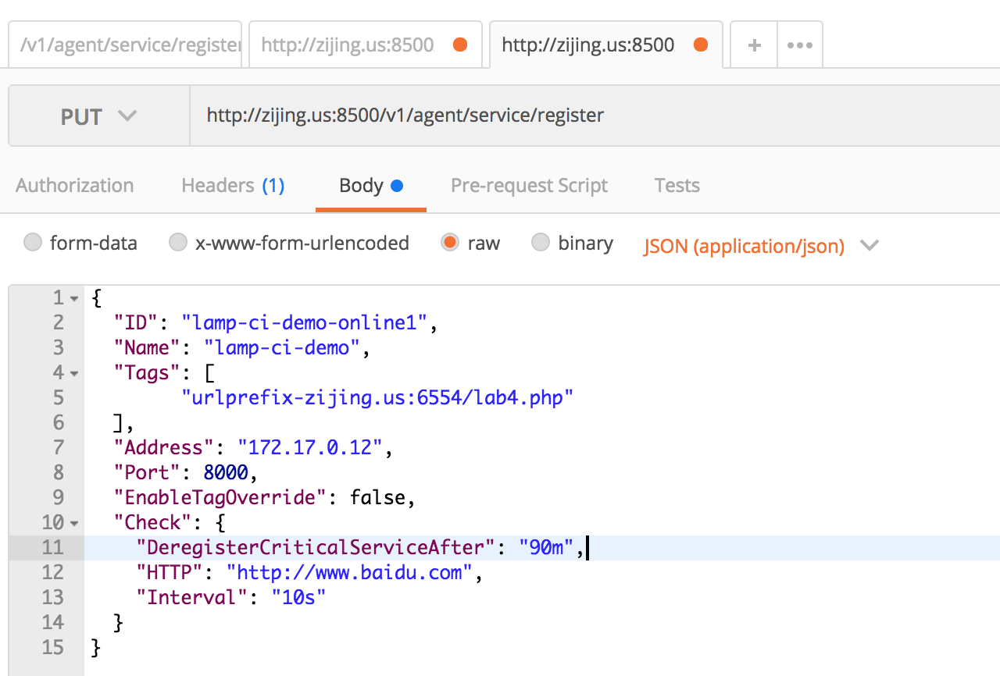 /v1/agent/service/register http://zijing.us:8500 http://zijing.us:8500 + •••
PUT http://zijing.us:8500/v1/agent/service/register
Authorization Headers (1) Body Pre-request Script Tests
form-data x-www-form-urlencoded raw binary JSON (application/json)
1 {
2 "ID": "lamp-ci-demo-online1",
3 "Name": "lamp-ci-demo",
4 "Tags": [
5 "urlprefix-zijing.us:6554/lab4.php"
6 ],
7 "Address": "172.17.0.12",
8 "Port": 8000,
9 "EnableTagOverride": false,
10 "Check": {
11 "DeregisterCriticalServiceAfter": "90m",
12 "HTTP": "http://www.baidu.com",
13 "Interval": "10s"
14 }
15 }